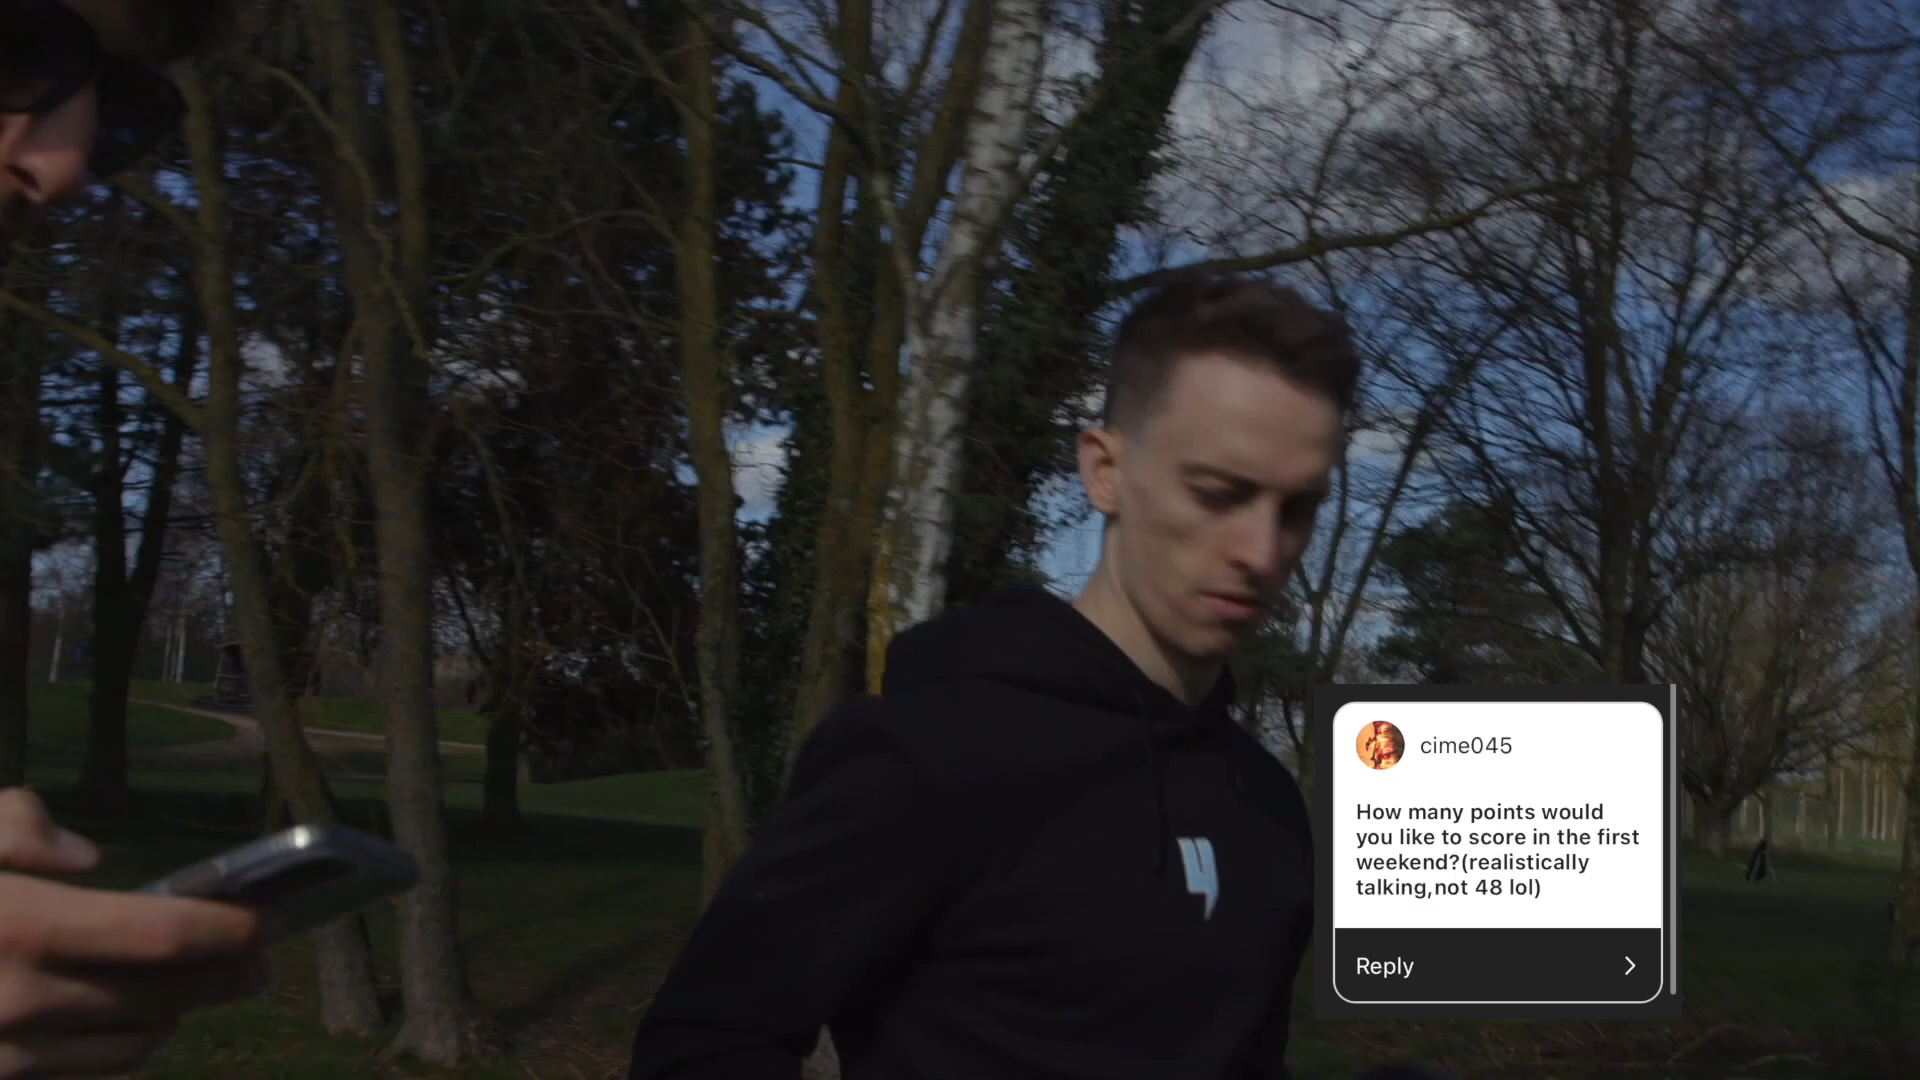 cime045
How many points would
you like to score in the first
weekend?(realistically
talking,not 48 lol)
Reply